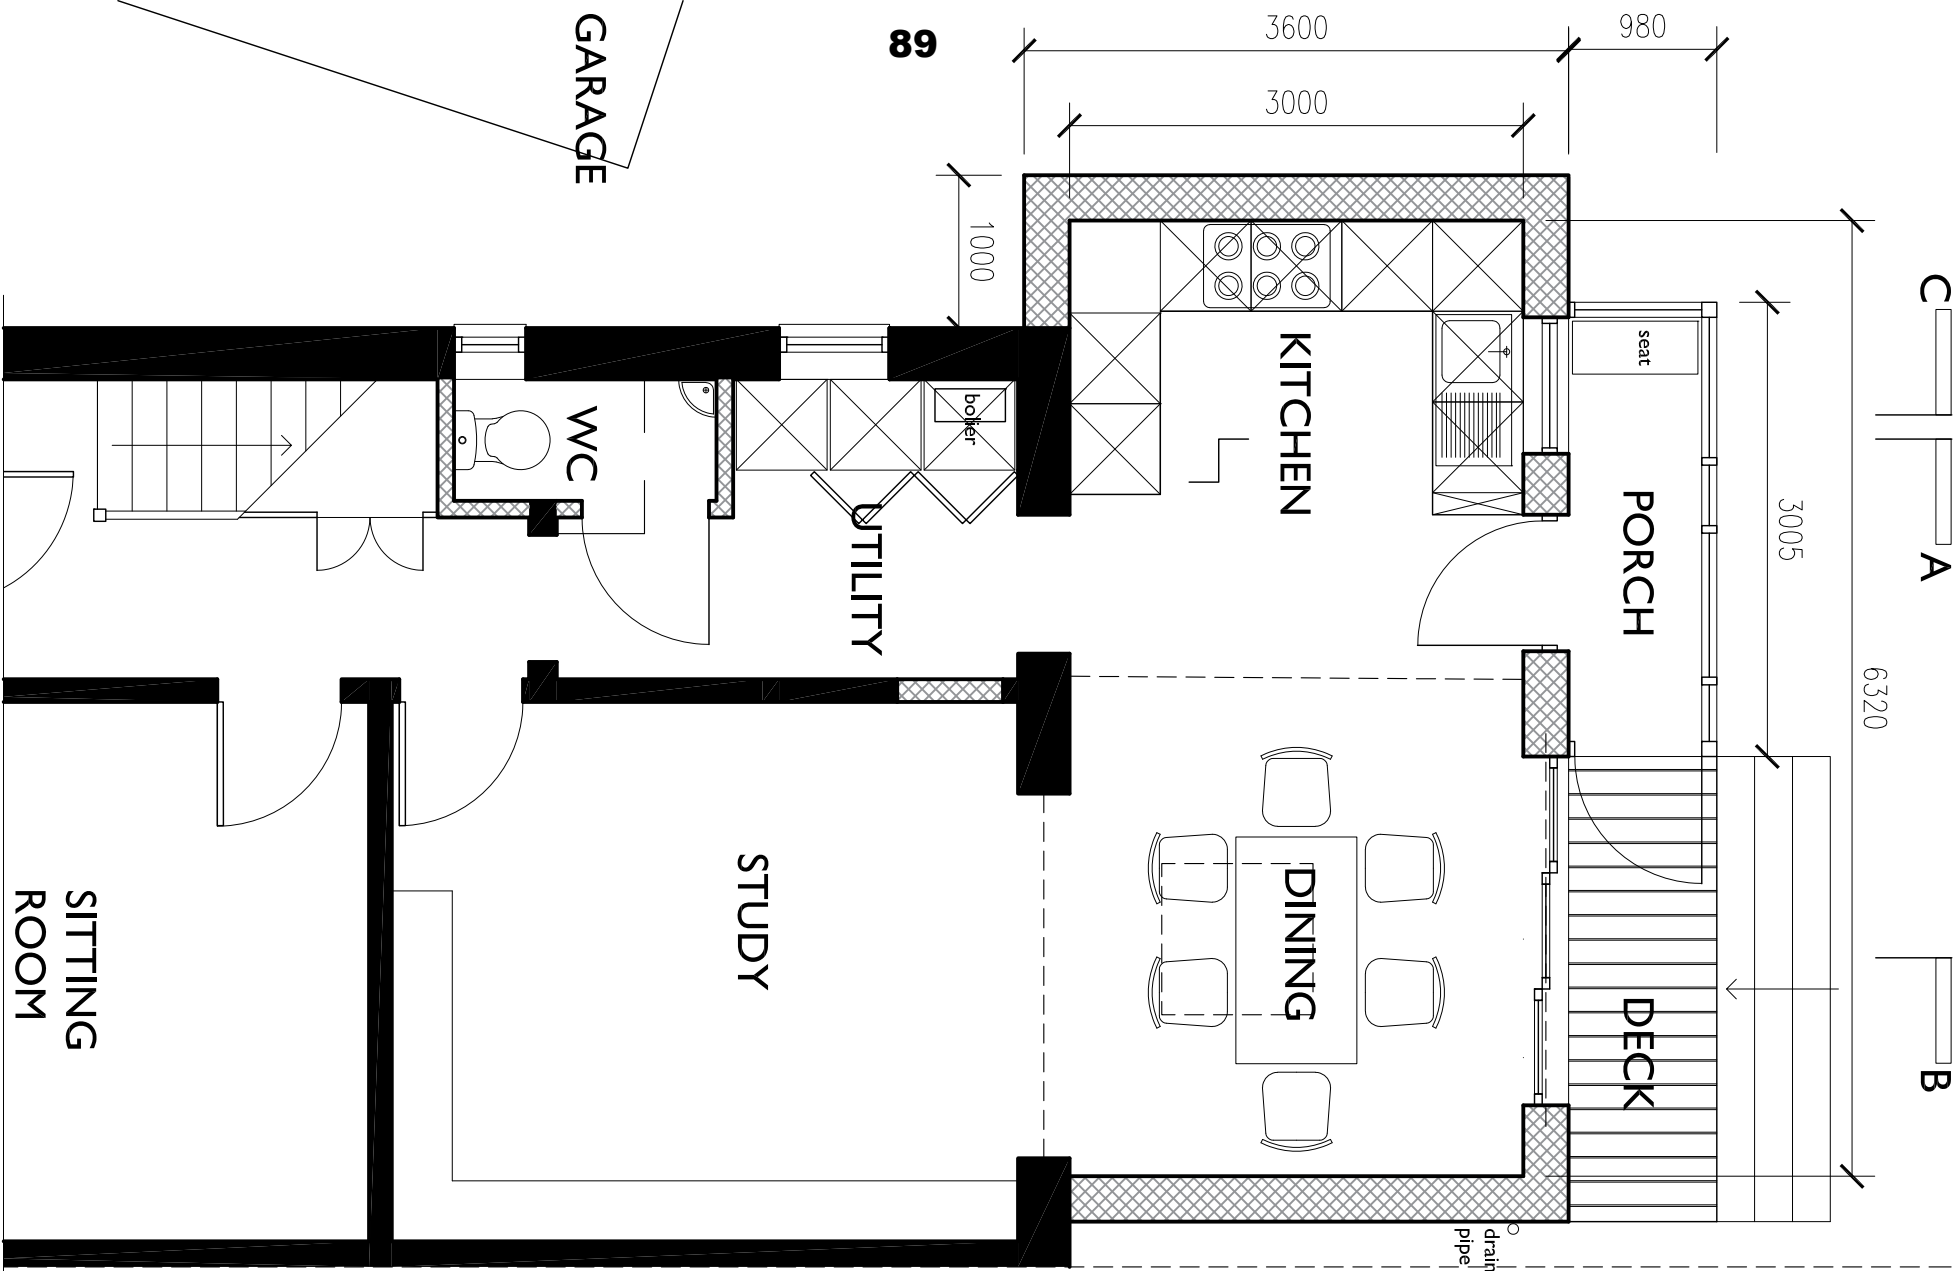 GARAGE
89
3600
980
3000
1000
C
seat
KITCHEN
WC
boiler
UTILITY
PORCH
3005
A
6320
STUDY
DINING
SITTING
ROOM
DECK
B
drain
pipe